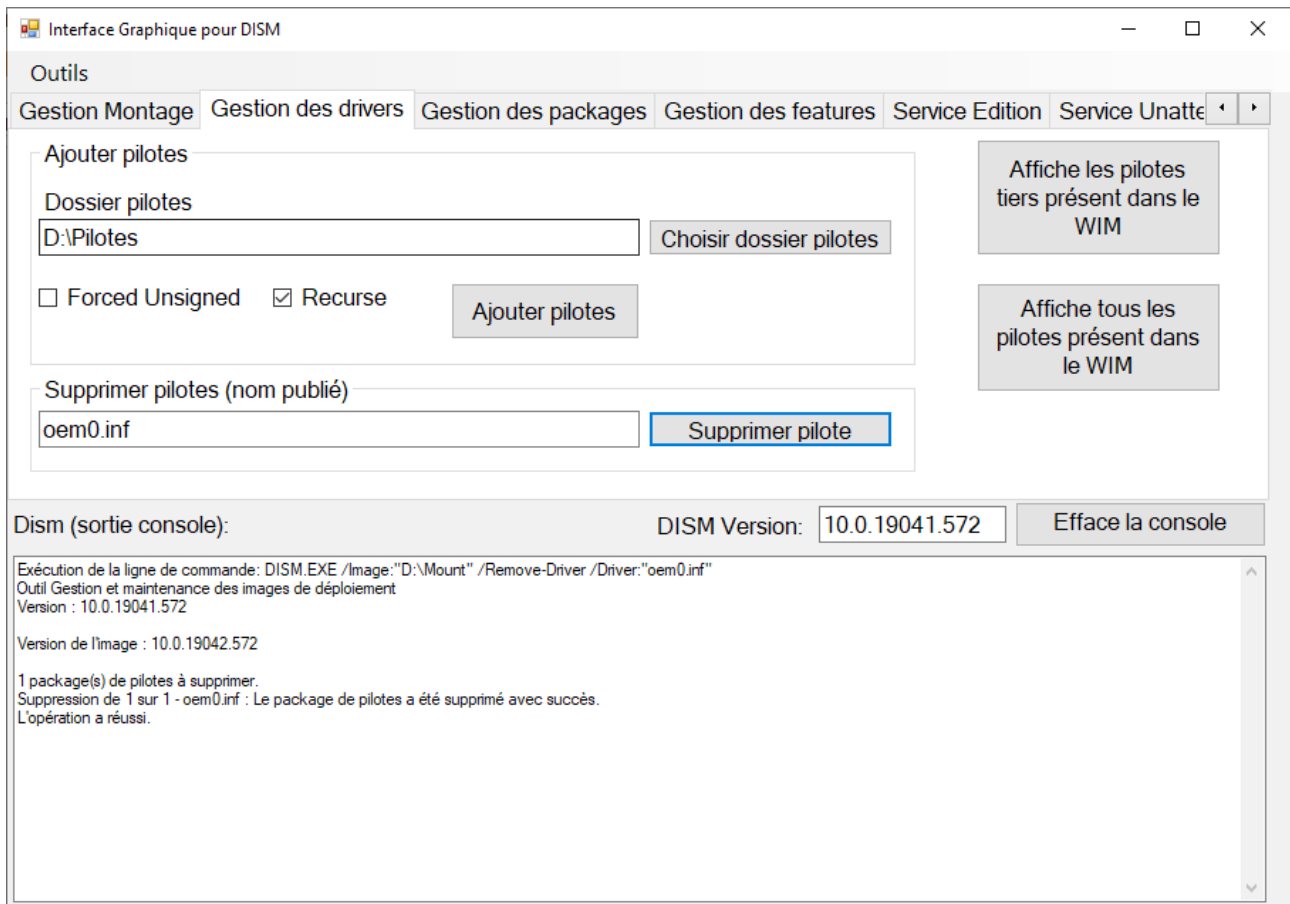 Interface Graphique pour DISM
Outils
Gestion Montage Gestion des drivers Gestion des packages Gestion des features Service Edition Service Unatte
Ajouter pilotes
Dossier pilotes
D:\Pilotes
Choisir dossier pilotes
Forced Unsigned
Recurse
Ajouter pilotes
Affiche les pilotes
tiers présent dans le
WIM
Affiche tous les
pilotes présent dans
le WIM
Supprimer pilotes (nom publié)
oem0.inf
Supprimer pilote
Dism (sortie console):
DISM Version:
10.0.19041.572
Efface la console
Exécution de la ligne de commande: DISM.EXE /Image:"D:\Mount" /Remove-Driver /Driver:"oem0.inf"
Outil Gestion et maintenance des images de déploiement
Version : 10.0.19041.572
Version de l'image : 10.0.19042.572
1 package(s) de pilotes à supprimer.
Suppression de 1 sur 1 - oem0.inf : Le package de pilotes a été supprimé avec succès.
L'opération a réussi.